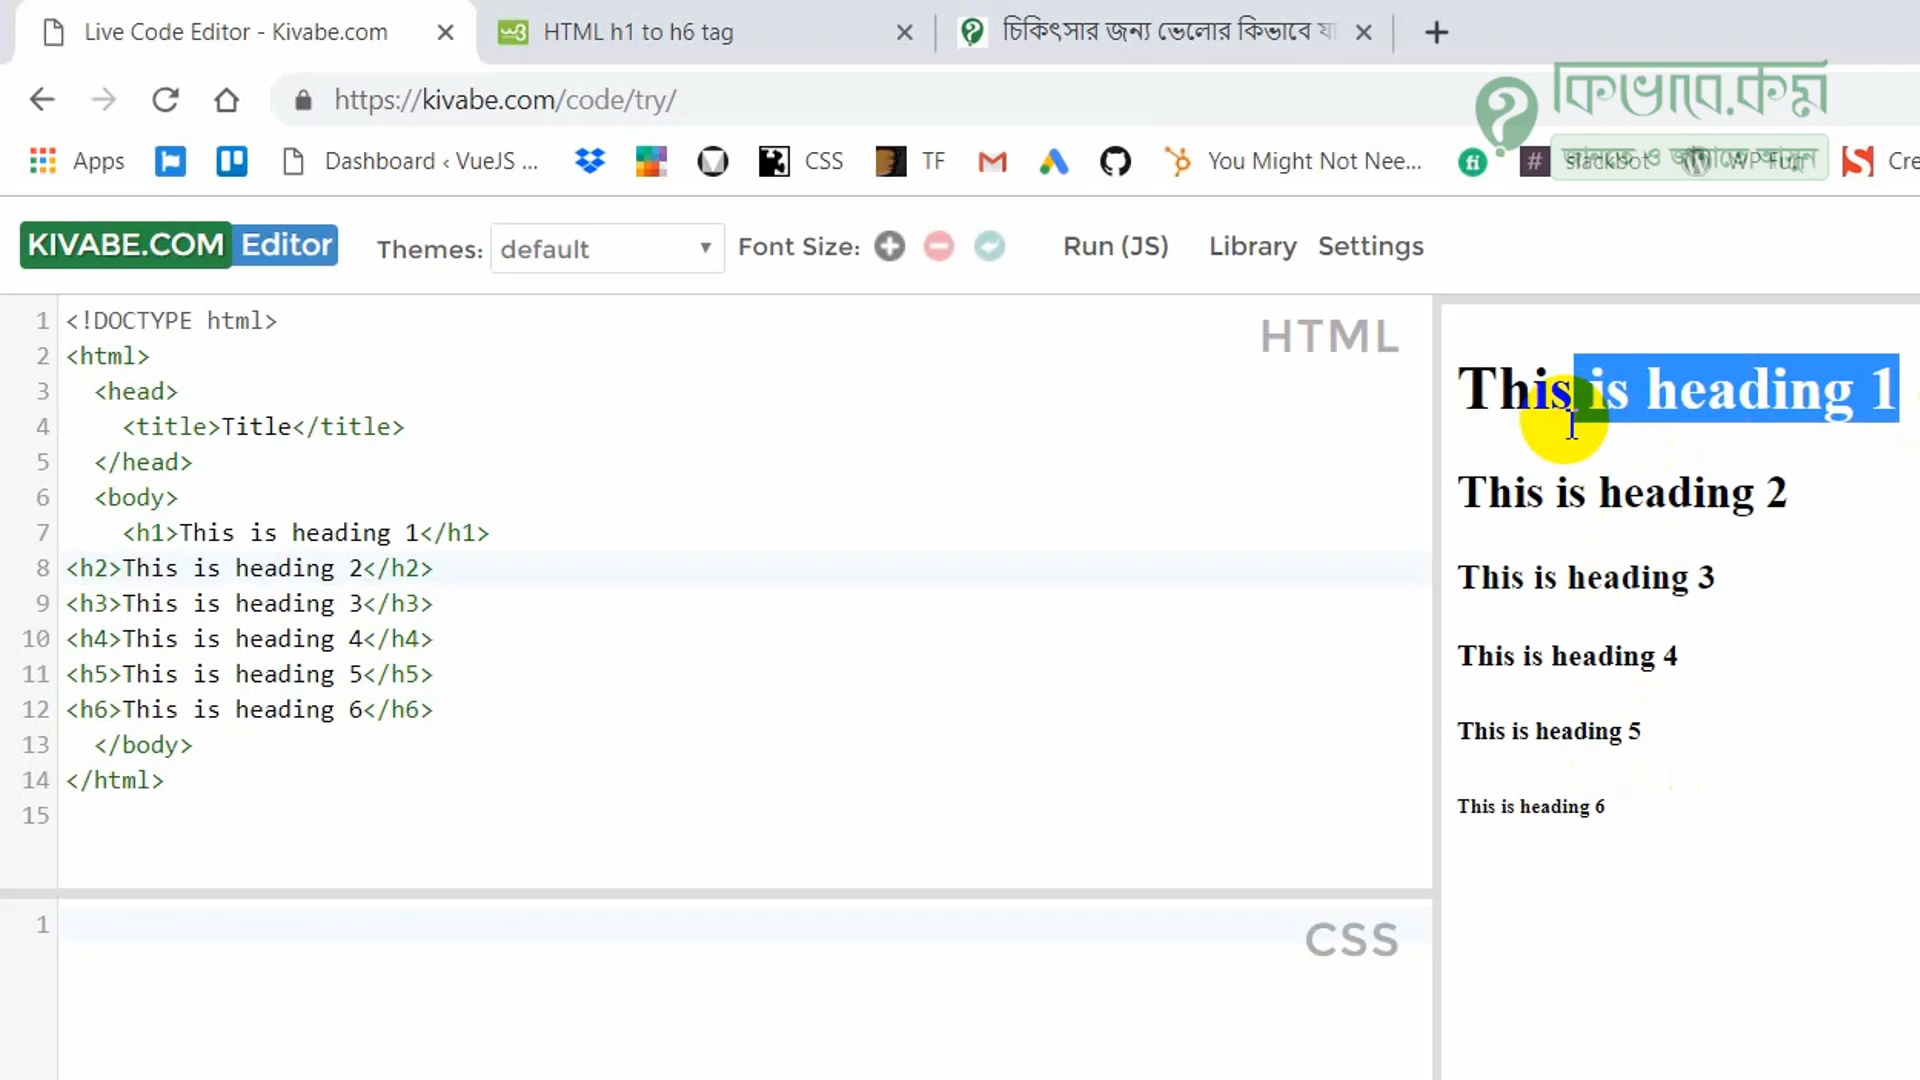 Live Code Editor - Kivabe.com
HTML h1 to h6 tag
চিকিৎসার জন্য ভেলোর কিভাবে যা
https://kivabe.com/code/try/
কিভাবে.কম
জানতে ও জানাতে আসুন
Apps
Dashboard ‹ VueJS ...
CSS
TF
You Might Not Nee...
fi
#
slackbot
WP Fun
Cre
KIVABE.COM Editor
Themes:
default
Font Size:
Run (JS)
Library
Settings
HTML
1 <!DOCTYPE html>
2 <html>
3 <head>
4 <title>Title</title>
5 </head>
6 <body>
7 <h1>This is heading 1</h1>
8 <h2>This is heading 2</h2>
9 <h3>This is heading 3</h3>
10 <h4>This is heading 4</h4>
11 <h5>This is heading 5</h5>
12 <h6>This is heading 6</h6>
13 </body>
14 </html>
15
This is heading 1
This is heading 2
This is heading 3
This is heading 4
This is heading 5
This is heading 6
1
CSS